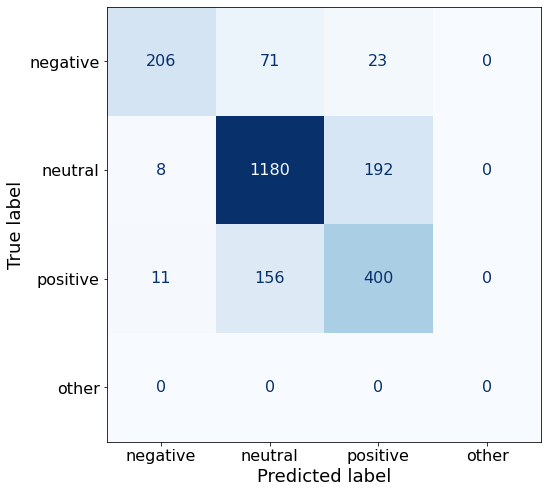 True label
negative 206 71 23 0
neutral 8 1180 192 0
positive 11 156 400 0
other 0 0 0 0
negative neutral positive other
Predicted label